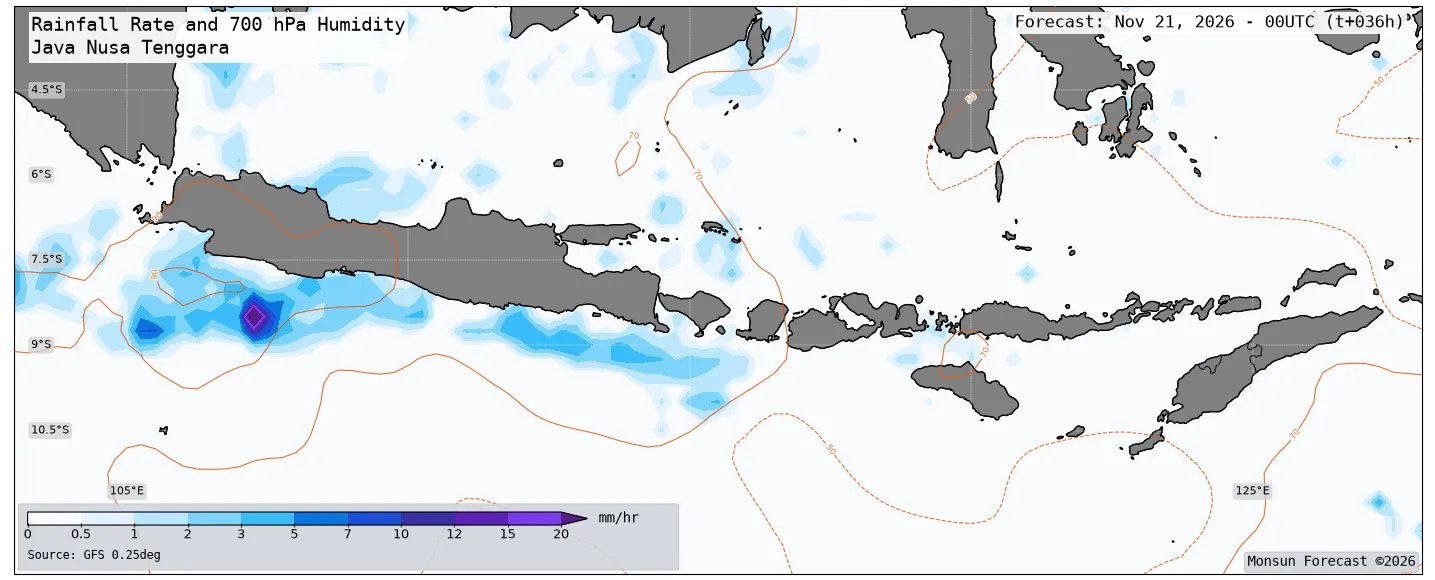 Rainfall Rate and 700 hPa Humidity
Java Nusa Tenggara
Forecast: Nov 21, 2026 - 00UTC (t+036h)
4.5°S
6°S
7.5°S
9°S
10.5°S
105°E
125°E
50
50
70
70
90
90
70
50
70
mm/hr
0 0.5 1 2 3 5 7 10 12 15 20
Source: GFS 0.25deg
Monsun Forecast ©2026